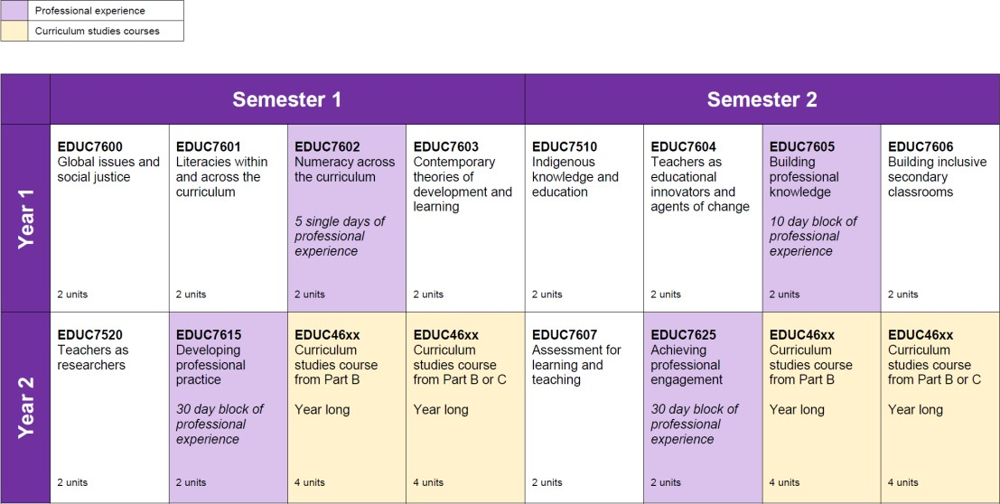 Professional experience
Curriculum studies courses
Semester 1
Semester 2
Year 1
EDUC7600
Global issues and
social justice
2 units
EDUC7601
Literacies within
and across the
curriculum
2 units
EDUC7602
Numeracy across
the curriculum
5 single days of
professional
experience
2 units
EDUC7603
Contemporary
theories of
development and
learning
2 units
EDUC7510
Indigenous
knowledge and
education
2 units
EDUC7604
Teachers as
educational
innovators and
agents of change
2 units
EDUC7605
Building
professional
knowledge
10 day block of
professional
experience
2 units
EDUC7606
Building inclusive
secondary
classrooms
2 units
Year 2
EDUC7520
Teachers as
researchers
2 units
EDUC7615
Developing
professional
practice
30 day block of
professional
experience
2 units
EDUC46xx
Curriculum
studies course
from Part B
Year long
4 units
EDUC46xx
Curriculum
studies course
from Part B or C
Year long
4 units
EDUC7607
Assessment for
learning and
teaching
2 units
EDUC7625
Achieving
professional
engagement
30 day block of
professional
experience
2 units
EDUC46xx
Curriculum
studies course
from Part B
Year long
4 units
EDUC46xx
Curriculum
studies course
from Part B or C
Year long
4 units